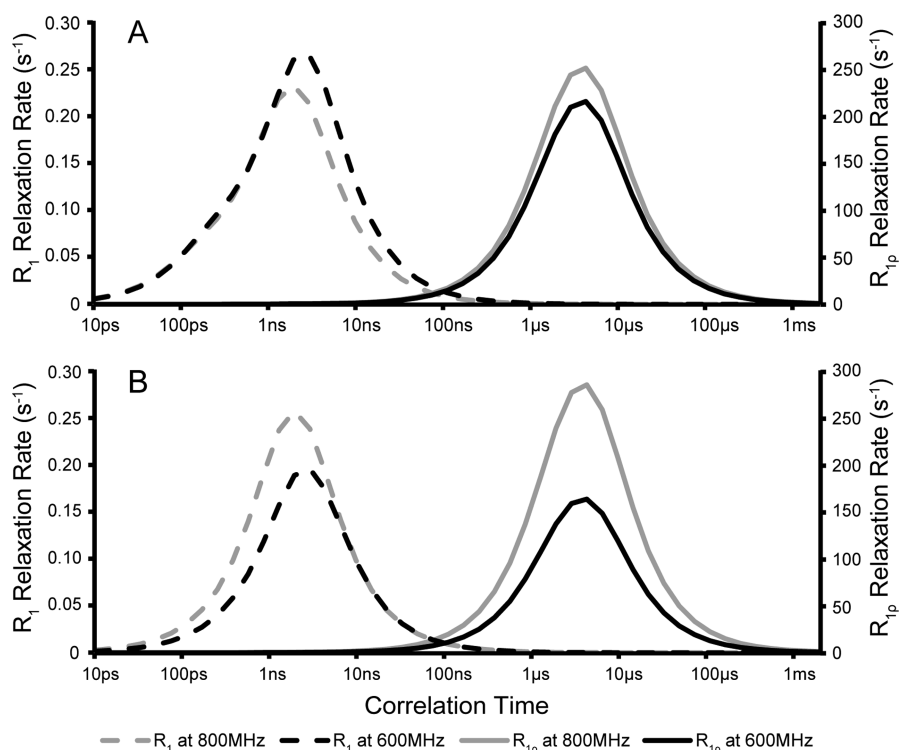 A
R1 Relaxation Rate (s-1)
0.30
0.25
0.20
0.15
0.10
0.05
0
R1ρ Relaxation Rate (s-1)
300
250
200
150
100
50
0
10ps 100ps 1ns 10ns 100ns 1µs 10µs 100µs 1ms
B
R1 Relaxation Rate (s-1)
0.30
0.25
0.20
0.15
0.10
0.05
0
R1ρ Relaxation Rate (s-1)
300
250
200
150
100
50
0
10ps 100ps 1ns 10ns 100ns 1µs 10µs 100µs 1ms
Correlation Time
R1 at 800MHz R1 at 600MHz R1ρ at 800MHz R1ρ at 600MHz